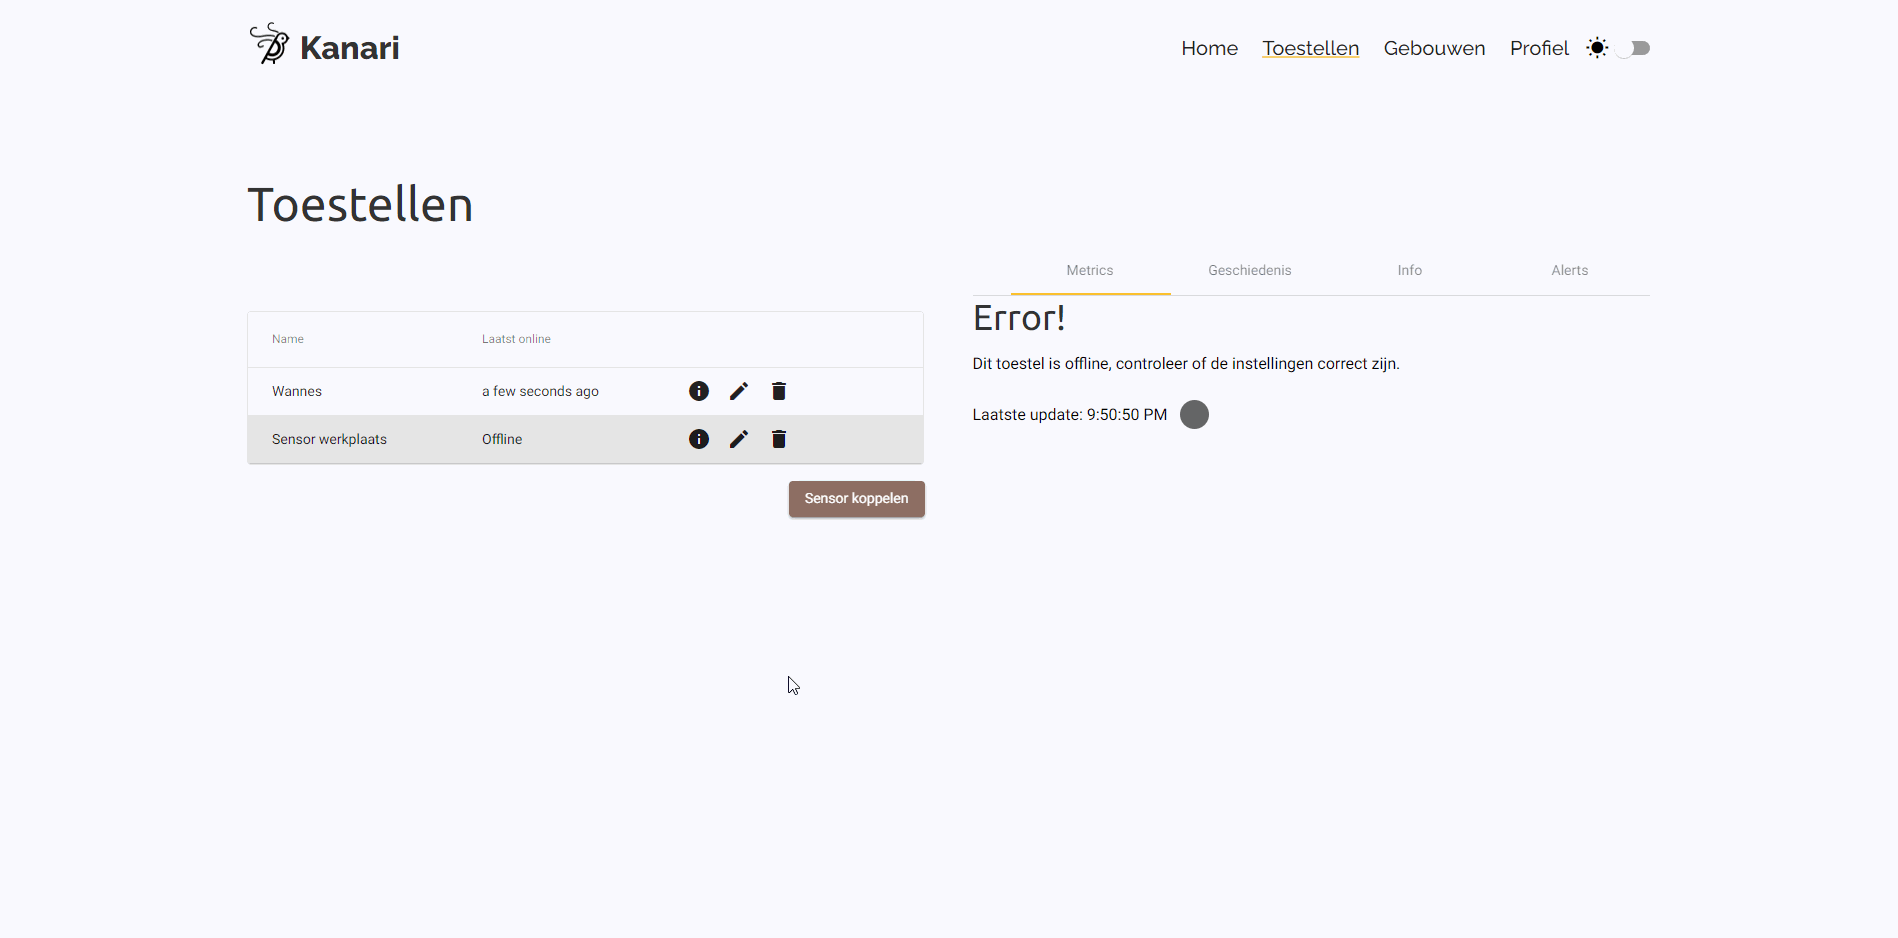 Kanari
Home Toestellen Gebouwen Profiel
Toestellen
Metrics Geschiedenis Info Alerts
Name Laatst online
Wannes a few seconds ago
Sensor werkplaats Offline
Sensor koppelen
Error!
Dit toestel is offline, controleer of de instellingen correct zijn.
Laatste update: 9:50:50 PM